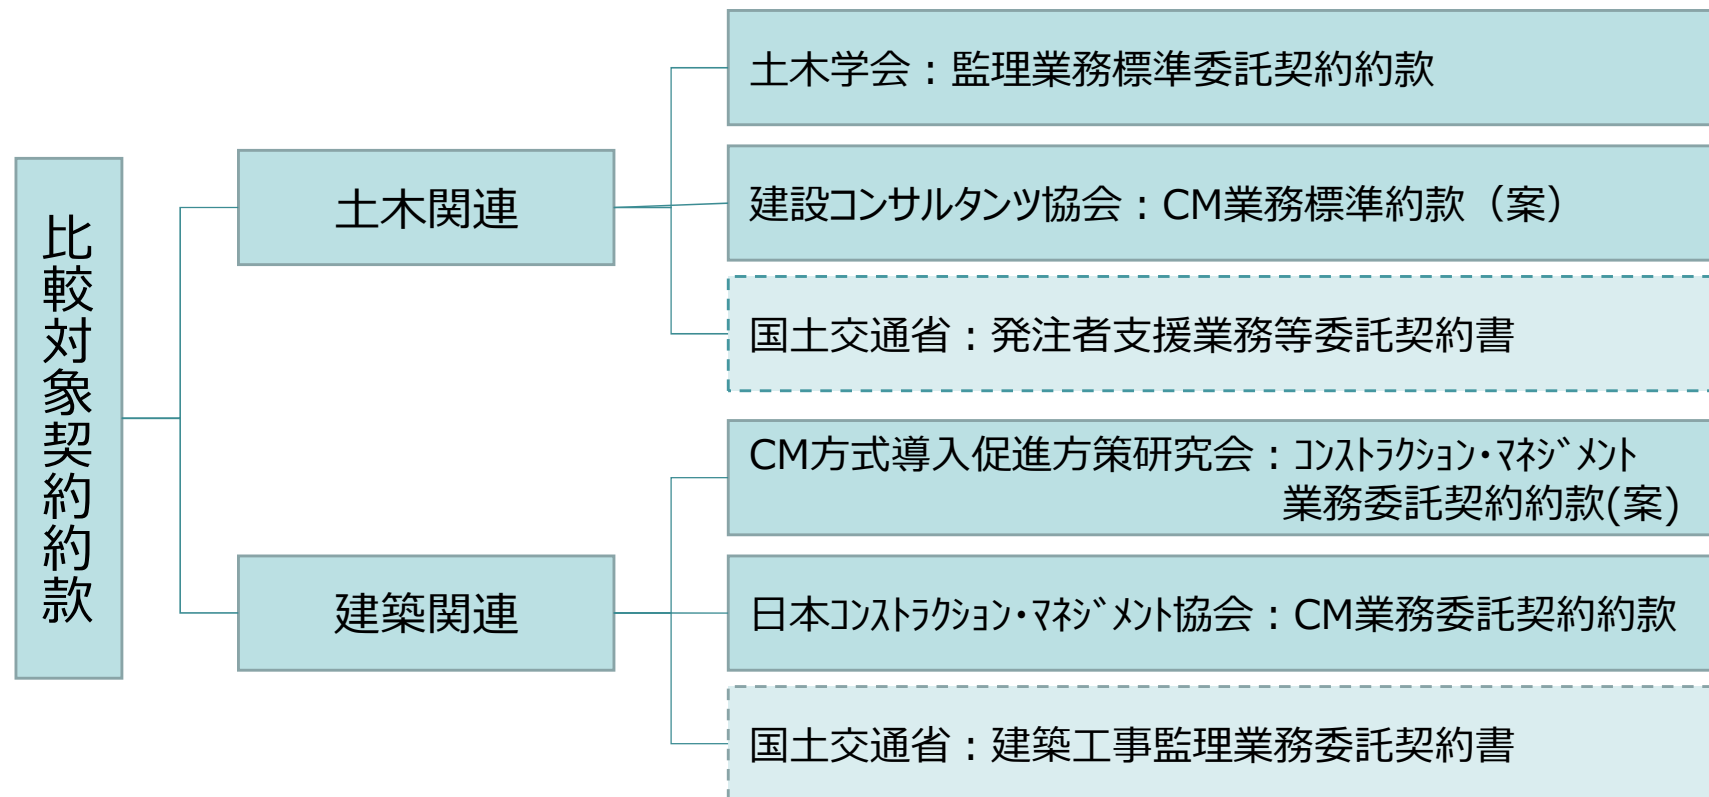 比較対象契約約款
土木関連
土木学会：監理業務標準委託契約約款
建設コンサルタンツ協会：CM業務標準約款（案）
国土交通省：発注者支援業務等委託契約書
建築関連
CM方式導入促進方策研究会：ｺﾝｽﾄﾗｸｼｮﾝ･ﾏﾈｼﾞﾒﾝﾄ
業務委託契約約款(案)
日本ｺﾝｽﾄﾗｸｼｮﾝ･ﾏﾈｼﾞﾒﾝﾄ協会：CM業務委託契約約款
国土交通省：建築工事監理業務委託契約書